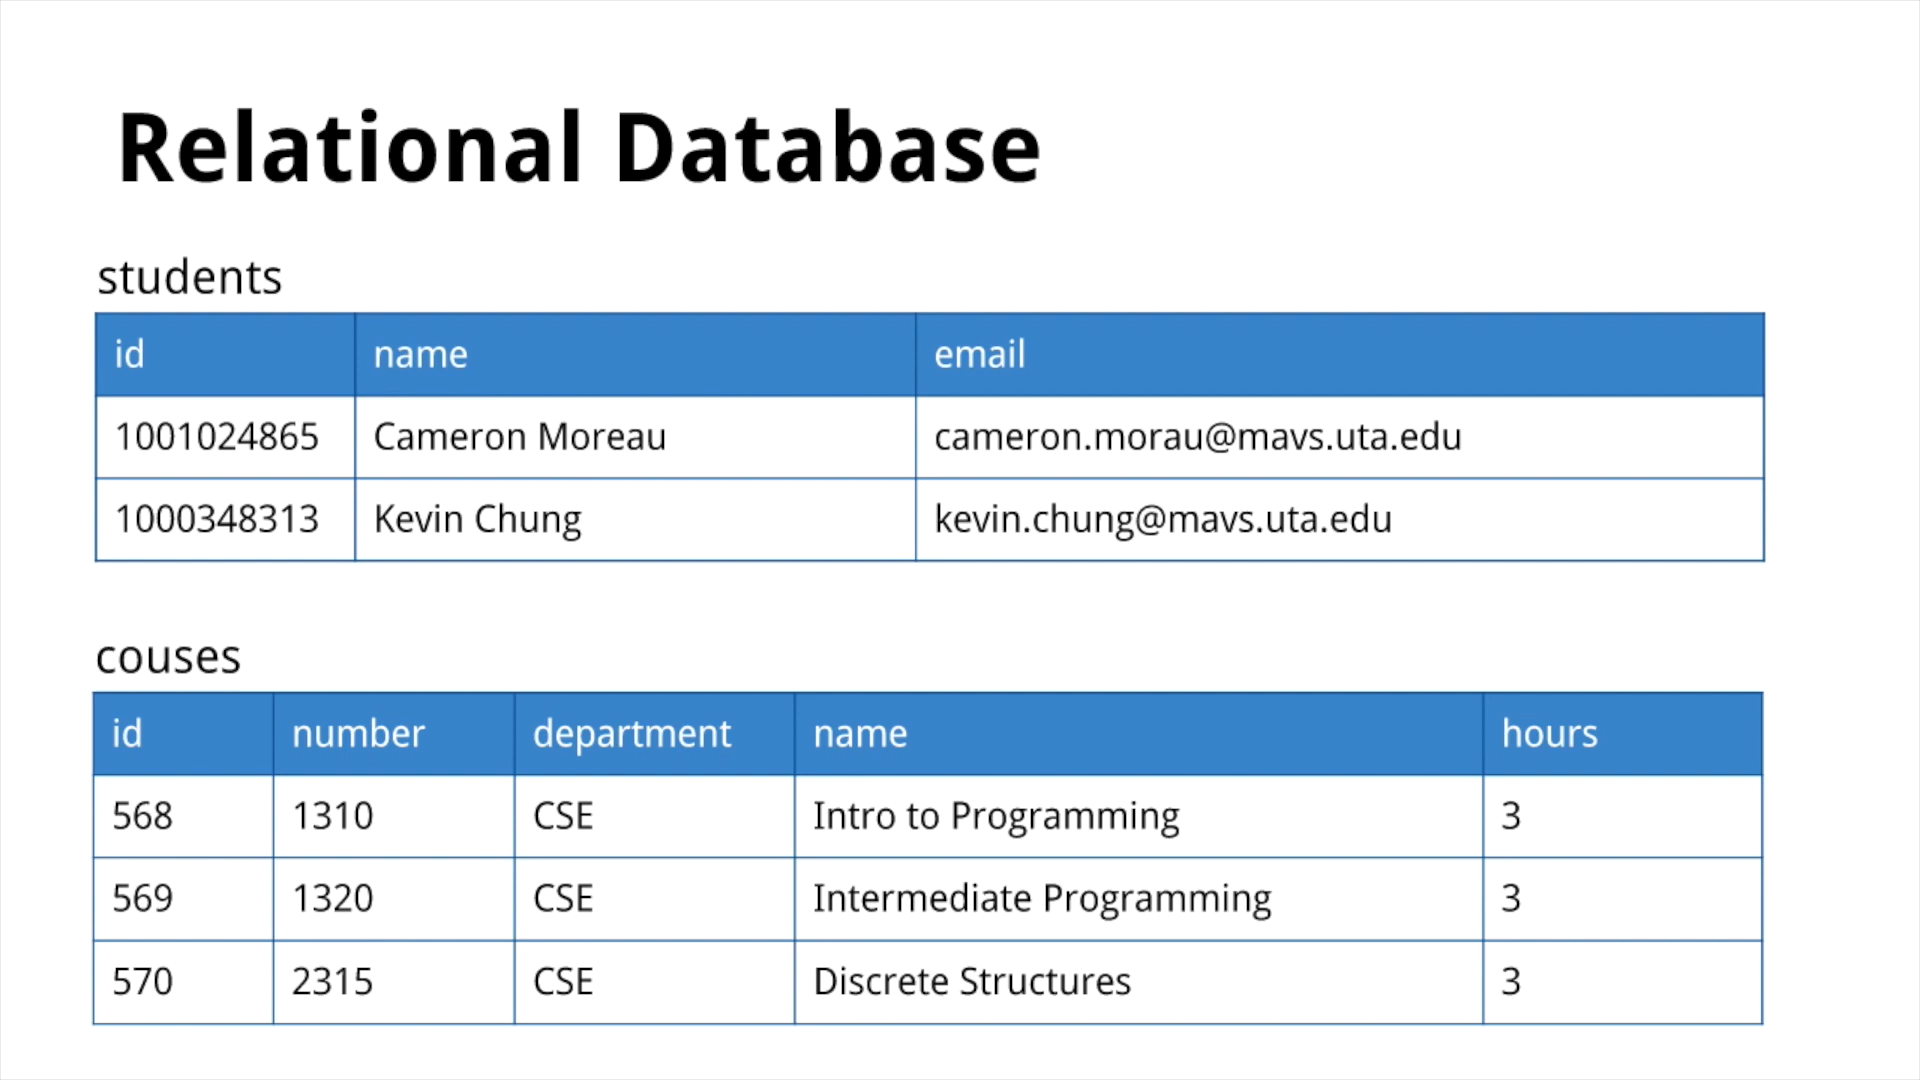 Relational Database
students
id name email
1001024865 Cameron Moreau cameron.morau@mavs.uta.edu
1000348313 Kevin Chung kevin.chung@mavs.uta.edu
couses
id number department name hours
568 1310 CSE Intro to Programming 3
569 1320 CSE Intermediate Programming 3
570 2315 CSE Discrete Structures 3